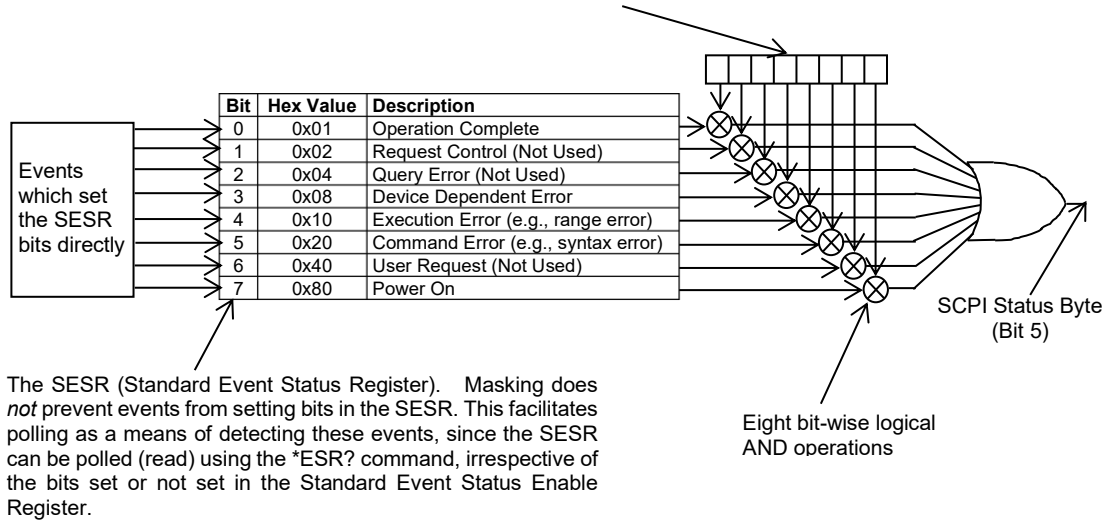 Bit Hex Value Description
0 0x01 Operation Complete
1 0x02 Request Control (Not Used)
2 0x04 Query Error (Not Used)
3 0x08 Device Dependent Error
4 0x10 Execution Error (e.g., range error)
5 0x20 Command Error (e.g., syntax error)
6 0x40 User Request (Not Used)
7 0x80 Power On
Events
which set
the SESR
bits directly
SCPI Status Byte
(Bit 5)
The SESR (Standard Event Status Register). Masking does
not prevent events from setting bits in the SESR. This facilitates
polling as a means of detecting these events, since the SESR
can be polled (read) using the *ESR? command, irrespective of
the bits set or not set in the Standard Event Status Enable
Register.
Eight bit-wise logical
AND operations